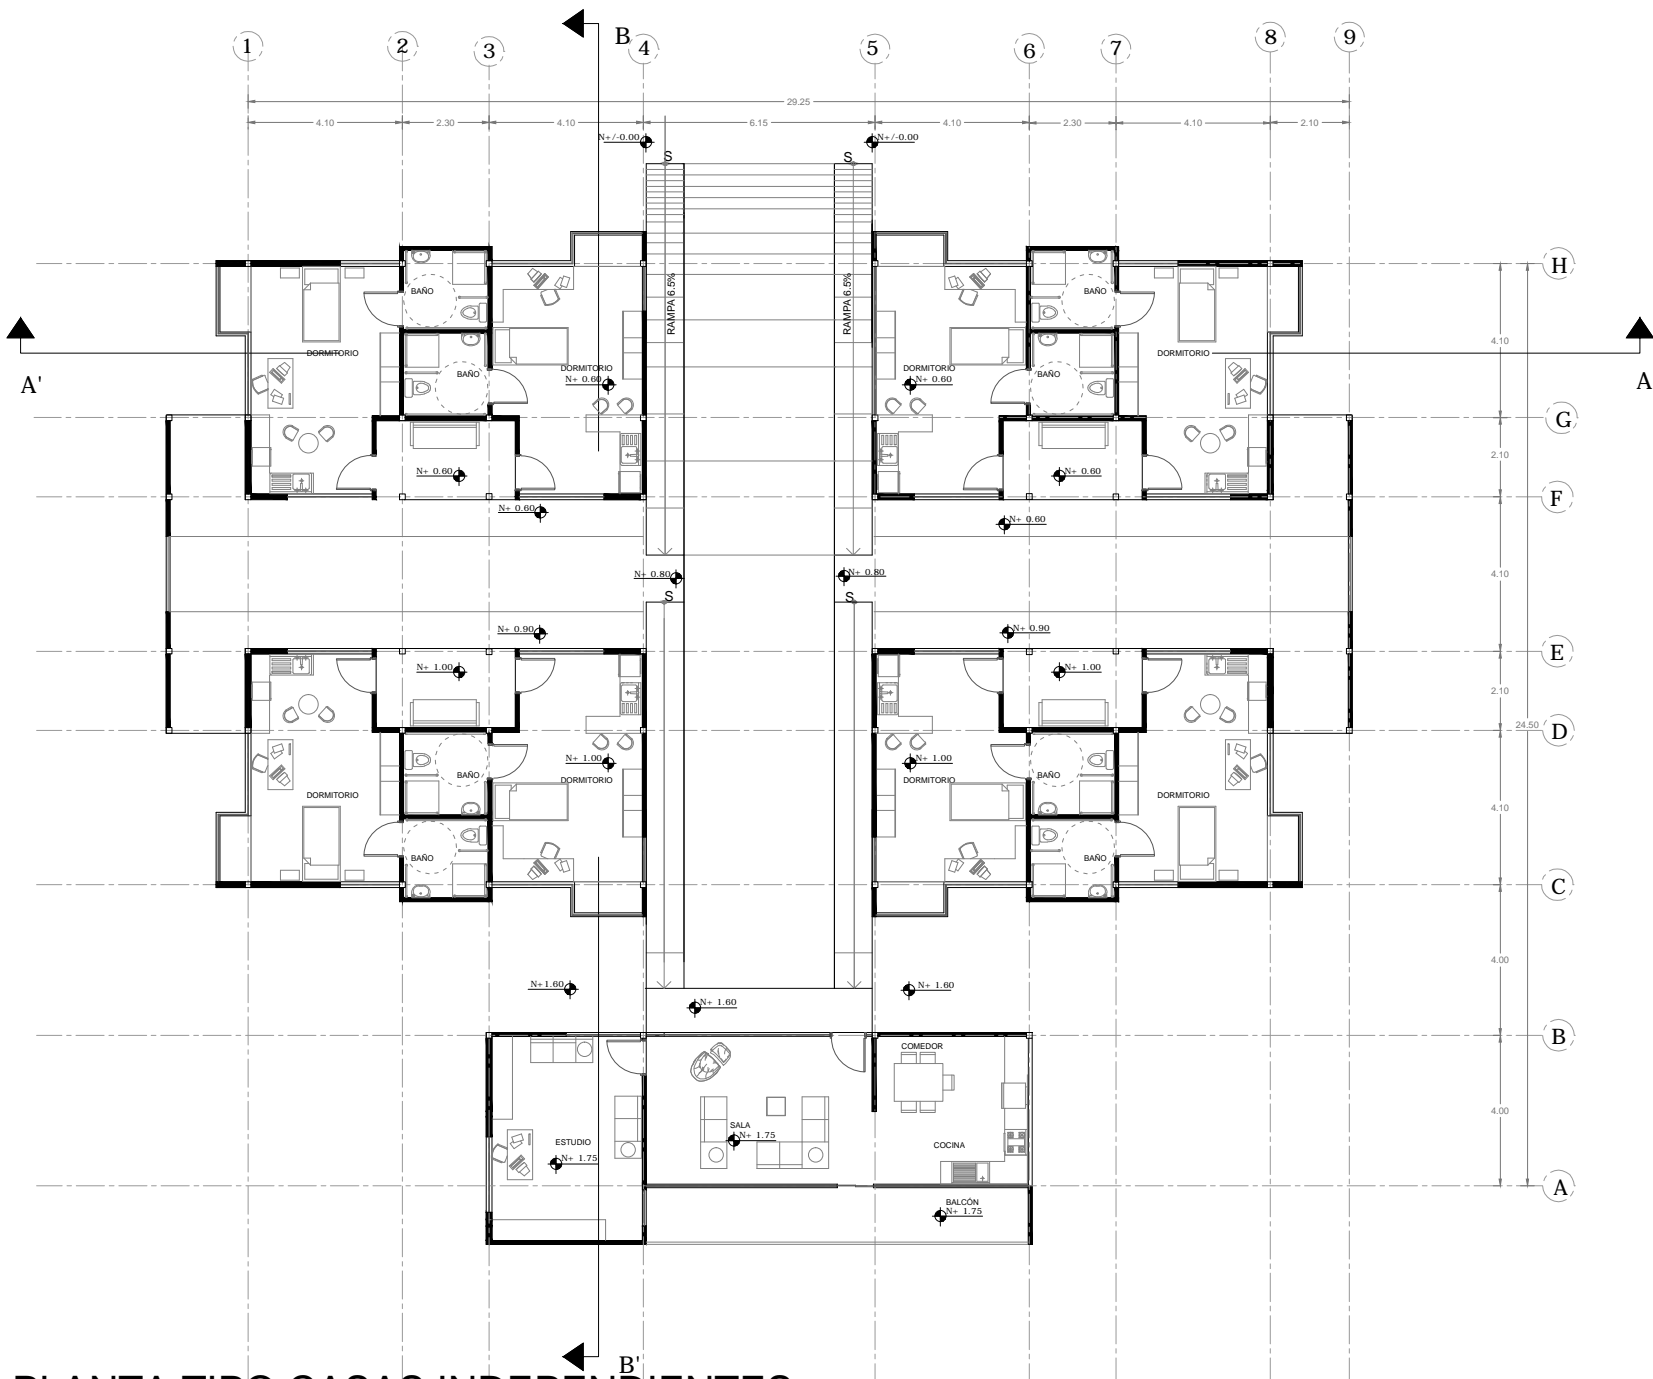 B
1 2 3 4 5 6 7 8 9
29.25
4.10 2.30 4.10 6.15 4.10 2.30 4.10 2.10
N+/-0.00 N+/-0.00
S S
H
RAMPA 6.5% RAMPA 6.5%
BAÑO BAÑO
4.10
DORMITORIO DORMITORIO DORMITORIO DORMITORIO
BAÑO BAÑO
A' A
N+ 0.60 N+ 0.60
G
2.10
N+ 0.60 N+ 0.60
F
N+ 0.60 N+ 0.60
4.10
N+ 0.80 N+ 0.80
S S
N+ 0.90 N+ 0.90
E
N+ 1.00 N+ 1.00
2.10
24.50
D
N+ 1.00 N+ 1.00
BAÑO DORMITORIO DORMITORIO BAÑO
DORMITORIO DORMITORIO
4.10
BAÑO BAÑO
C
4.00
N+1.60 N+ 1.60
N+ 1.60
B
COMEDOR
4.00
SALA
N+ 1.75
ESTUDIO COCINA
N+ 1.75
A
BALCÓN
N+ 1.75
B'
PLANTA TIPO CASAS INDEPENDIENTES